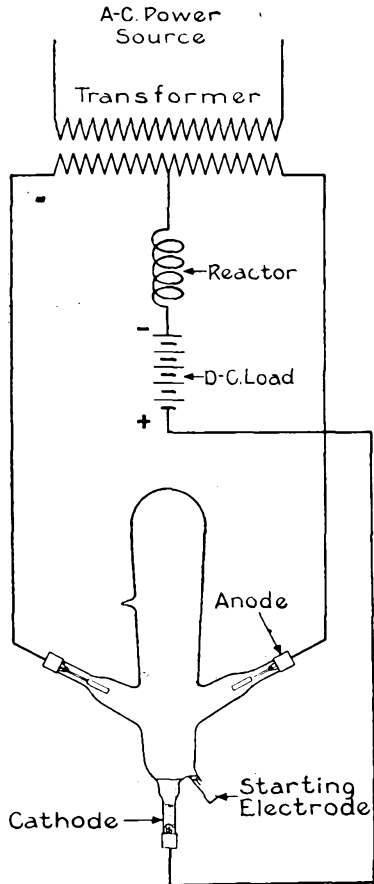 A-C. Power
Source
Transformer
-
Reactor
-
D-C. Load
+
Anode
Starting
Electrode
Cathode